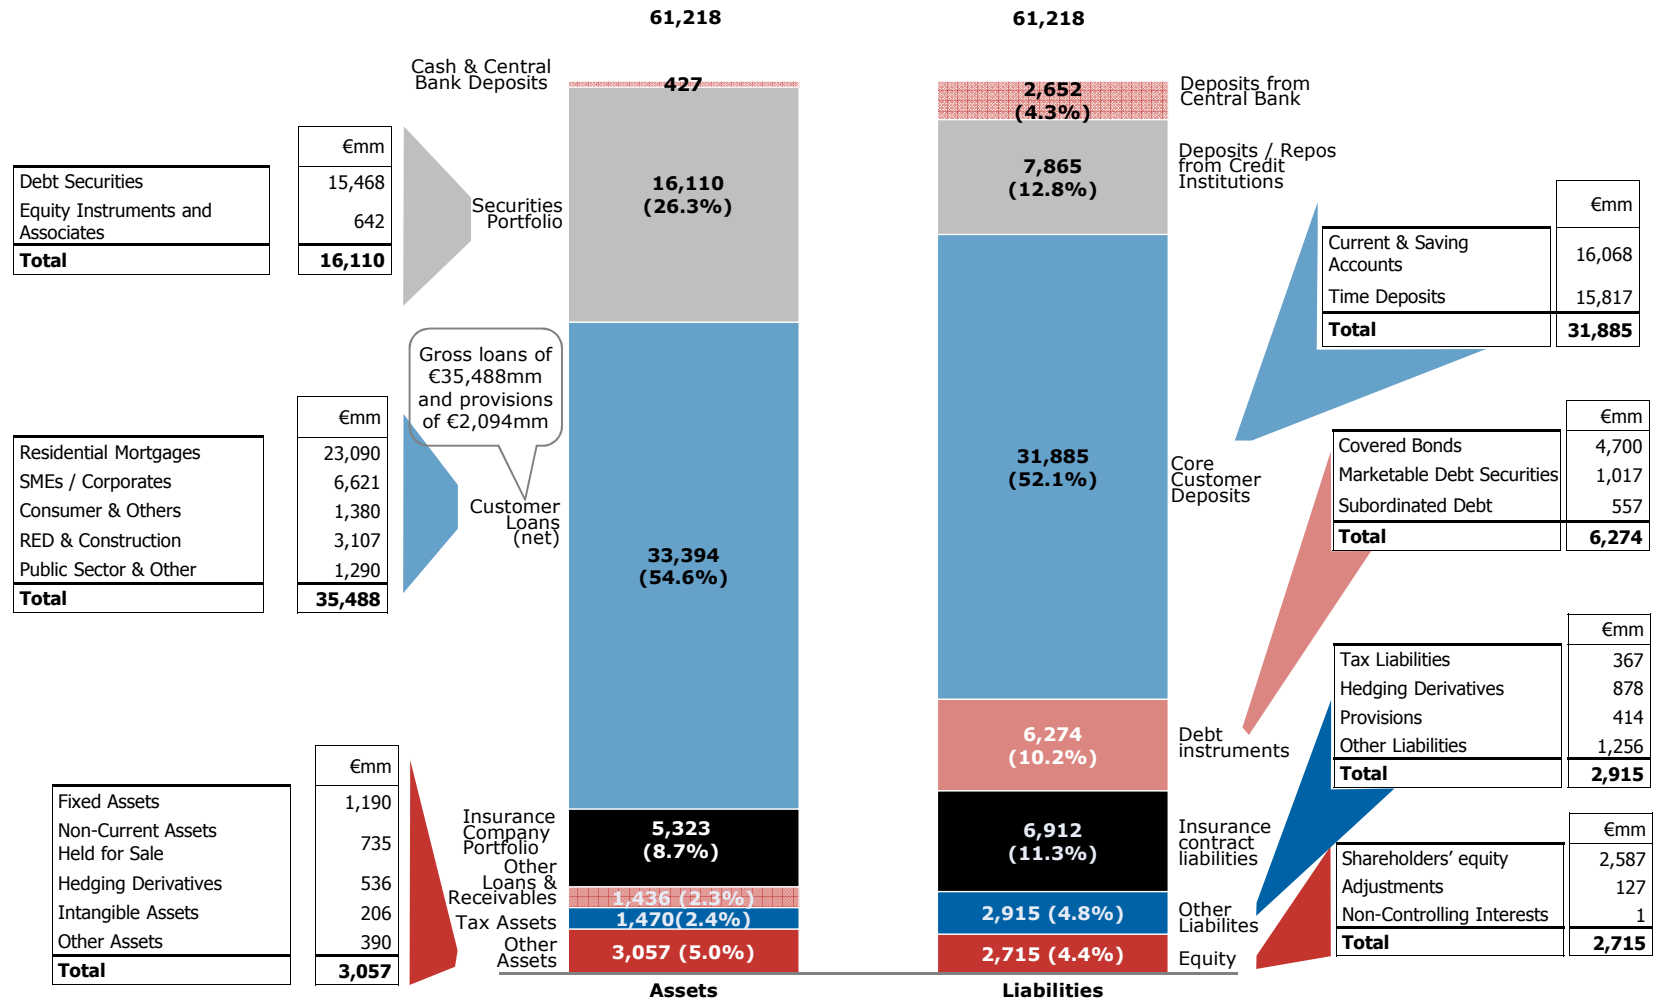 61,218
61,218
Cash & Central
Bank Deposits
427
€mm
Debt Securities
15,468
Equity Instruments and
Associates
642
Total
16,110
Securities
Portfolio
16,110
(26.3%)
Gross loans of
€35,488mm
and provisions
of €2,094mm
€mm
Residential Mortgages
23,090
SMEs / Corporates
6,621
Consumer & Others
1,380
RED & Construction
3,107
Public Sector & Other
1,290
Total
35,488
Customer
Loans
(net)
33,394
(54.6%)
€mm
Fixed Assets
1,190
Non-Current Assets
Held for Sale
735
Hedging Derivatives
536
Intangible Assets
206
Other Assets
390
Total
3,057
Insurance
Company
Portfolio
5,323
(8.7%)
Other
Loans &
Receivables
1,436 (2.3%)
Tax Assets
1,470(2.4%)
Other
Assets
3,057 (5.0%)
Assets
2,652
(4.3%)
Deposits from
Central Bank
7,865
(12.8%)
Deposits / Repos
from Credit
Institutions
€mm
Current & Saving
Accounts
16,068
Time Deposits
15,817
Total
31,885
31,885
(52.1%)
Core
Customer
Deposits
€mm
Covered Bonds
4,700
Marketable Debt Securities
1,017
Subordinated Debt
557
Total
6,274
6,274
(10.2%)
Debt
instruments
€mm
Tax Liabilities
367
Hedging Derivatives
878
Provisions
414
Other Liabilities
1,256
Total
2,915
6,912
(11.3%)
Insurance
contract
liabilities
2,915 (4.8%)
Other
Liabilites
€mm
Shareholders’ equity
2,587
Adjustments
127
Non-Controlling Interests
1
Total
2,715
2,715 (4.4%)
Equity
Liabilities